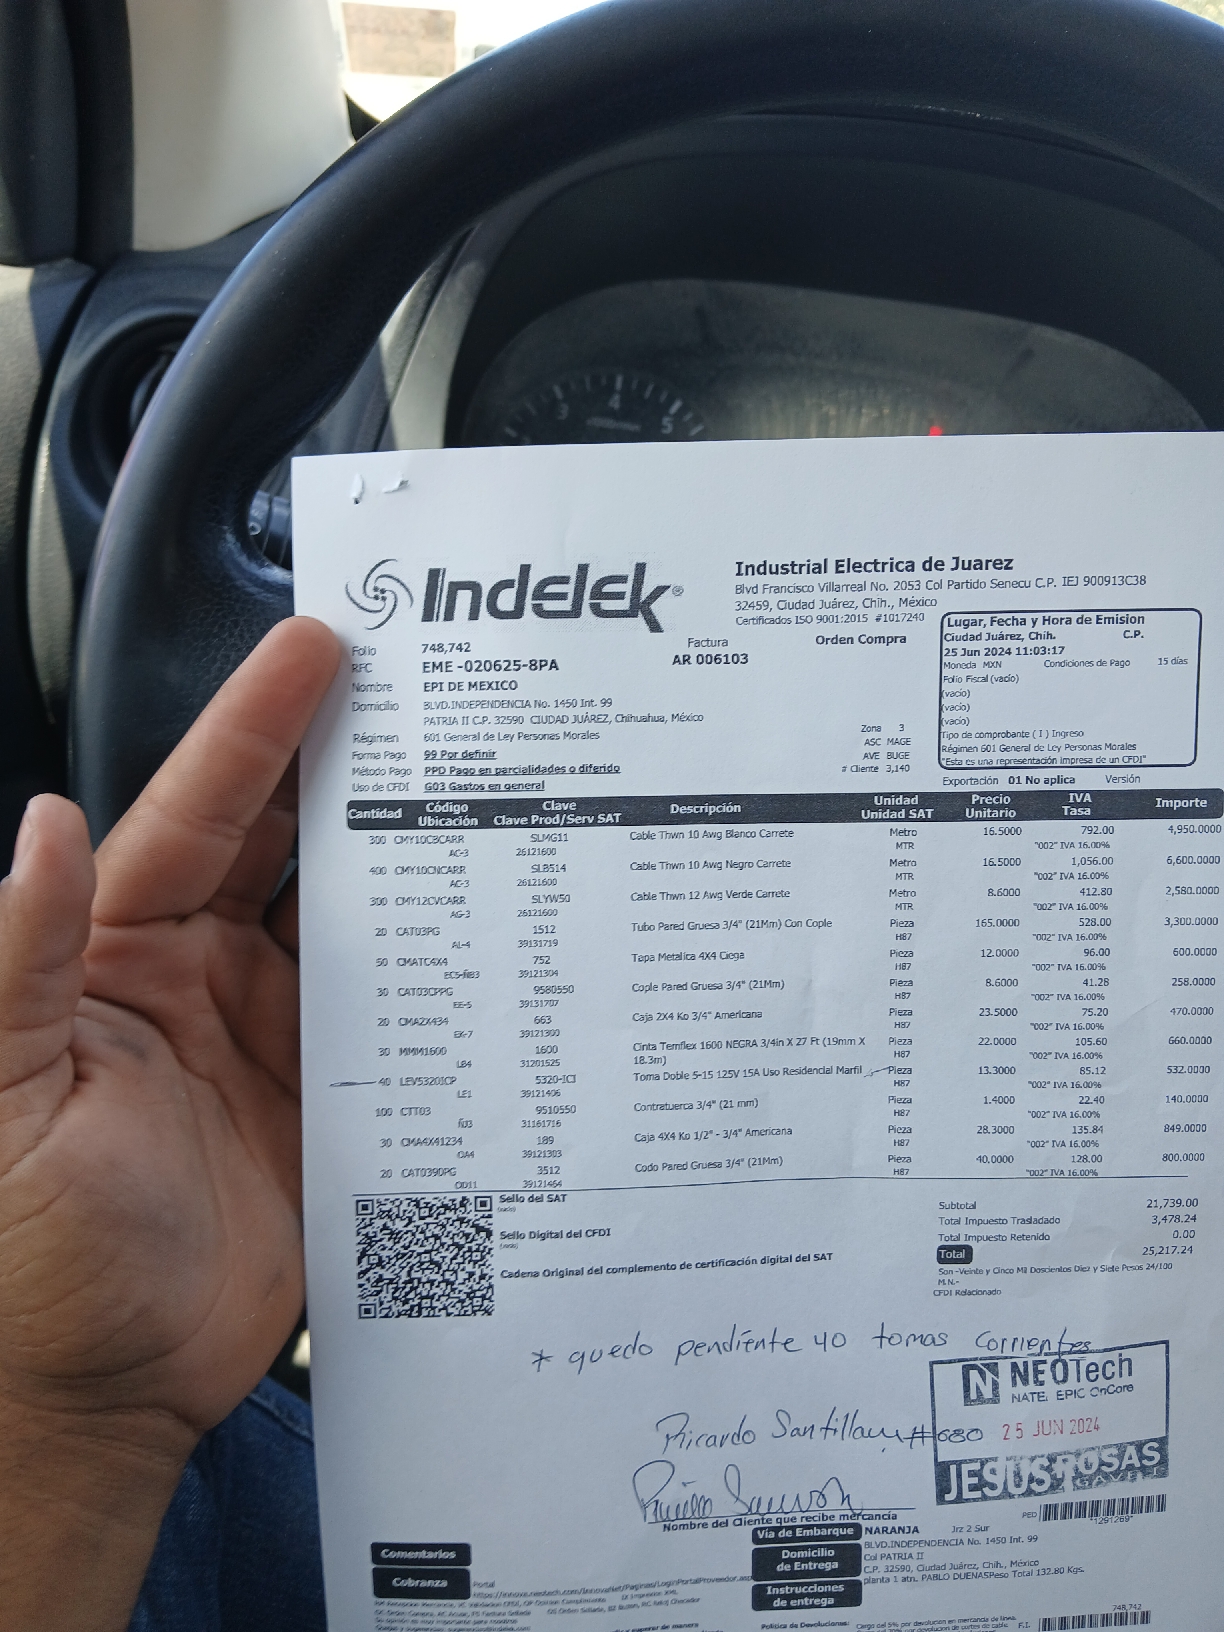 3 4 5
Indelek®
Industrial Electrica de Juarez
Blvd Francisco Villarreal No. 2053 Col Partido Senecu C.P. IEJ 900913C38
32459, Ciudad Juárez, Chih., México
Certificados ISO 9001:2015 #1017240
Folio 748,742
Factura
AR 006103
Orden Compra
RFC EME -020625-8PA
Nombre EPI DE MEXICO
Domicilio BLVD.INDEPENDENCIA No. 1450 Int. 99
PATRIA II C.P. 32590 CIUDAD JUÁREZ, Chihuahua, México
Régimen 601 General de Ley Personas Morales
Forma Pago 99 Por definir
Método Pago PPD Pago en parcialidades o diferido
Uso de CFDI G03 Gastos en general
Zona 3
ASC MAGE
AVE BUGE
# Cliente 3,140
Lugar, Fecha y Hora de Emision
Ciudad Juárez, Chih. C.P.
25 Jun 2024 11:03:17
Moneda MXN Condiciones de Pago 15 días
Folio Fiscal (vacío)
(vacío)
(vacío)
(vacío)
Tipo de comprobante ( I ) Ingreso
Régimen 601 General de Ley Personas Morales
"Esta es una representación impresa de un CFDI"
Exportación 01 No aplica Versión
Cantidad Código Ubicación Clave Clave Prod/Serv SAT Descripción Unidad Unidad SAT Precio Unitario IVA Tasa Importe
300 CMY10CBCARR SLMG11 Cable Thwn 10 Awg Blanco Carrete Metro 16.5000 792.00 4,950.0000
AC-3 26121600 MTR "002" IVA 16.00%
400 CMY10CNCARR SLB514 Cable Thwn 10 Awg Negro Carrete Metro 16.5000 1,056.00 6,600.0000
AC-3 26121600 MTR "002" IVA 16.00%
300 CMY12CVCARR SLYW50 Cable Thwn 12 Awg Verde Carrete Metro 8.6000 412.80 2,580.0000
AG-3 26121600 MTR "002" IVA 16.00%
20 CAT03PG 1512 Tubo Pared Gruesa 3/4" (21Mm) Con Cople Pieza 165.0000 528.00 3,300.0000
AL-4 39131719 H87 "002" IVA 16.00%
50 CMATC4X4 752 Tapa Metalica 4X4 Ciega Pieza 12.0000 96.00 600.0000
39121304 H87 "002" IVA 16.00%
30 CAT03CPPG 9580550 Cople Pared Gruesa 3/4" (21Mm) Pieza 8.6000 41.28 258.0000
EE-5 39131707 H87 "002" IVA 16.00%
20 CMA2X434 663 Caja 2X4 Ko 3/4" Americana Pieza 23.5000 75.20 470.0000
EK-7 39121300 H87 "002" IVA 16.00%
30 MMM1600 1600 Cinta Temflex 1600 NEGRA 3/4in X 27 Ft (19mm X 18.3m) Pieza 22.0000 105.60 660.0000
LB4 31201525 H87 "002" IVA 16.00%
40 LEV5320ICP 5320-ICI Toma Doble 5-15 125V 15A Uso Residencial Marfil Pieza 13.3000 85.12 532.0000
LE1 39121406 H87 "002" IVA 16.00%
100 CTT03 9510550 Contratuerca 3/4" (21 mm) Pieza 1.4000 22.40 140.0000
31161716 H87 "002" IVA 16.00%
30 CMA4X41234 189 Caja 4X4 Ko 1/2" - 3/4" Americana Pieza 28.3000 135.84 849.0000
OA4 39121303 H87 "002" IVA 16.00%
20 CAT0390PG 3512 Codo Pared Gruesa 3/4" (21Mm) Pieza 40.0000 128.00 800.0000
OD11 39121464 H87 "002" IVA 16.00%
Sello del SAT
Sello Digital del CFDI
Cadena Original del complemento de certificación digital del SAT
Subtotal 21,739.00
Total Impuesto Trasladado 3,478.24
Total Impuesto Retenido 0.00
Total 25,217.24
Son -Veinte y Cinco Mil Doscientos Diez y Siete Pesos 24/100
M.N.-
CFDI Relacionado
* quedo pendiente 40 tomas corrientes
N NEOTech
NATE. EPIC OnCore
25 JUN 2024
JESUS ROSAS
Ricardo Santillan #680
Nombre del Cliente que recibe mercancía
PED *1291269*
Vía de Embarque NARANJA Jrz 2 Sur
Domicilio de Entrega BLVD.INDEPENDENCIA No. 1450 Int. 99
Col PATRIA II
C.P. 32590, Ciudad Juárez, Chih., México
planta 1 atn. PABLO DUENASPeso Total 132.80 Kgs.
Instrucciones de entrega
Comentarios
Cobranza Portal
Política de Devoluciones:
748,742
F.I.